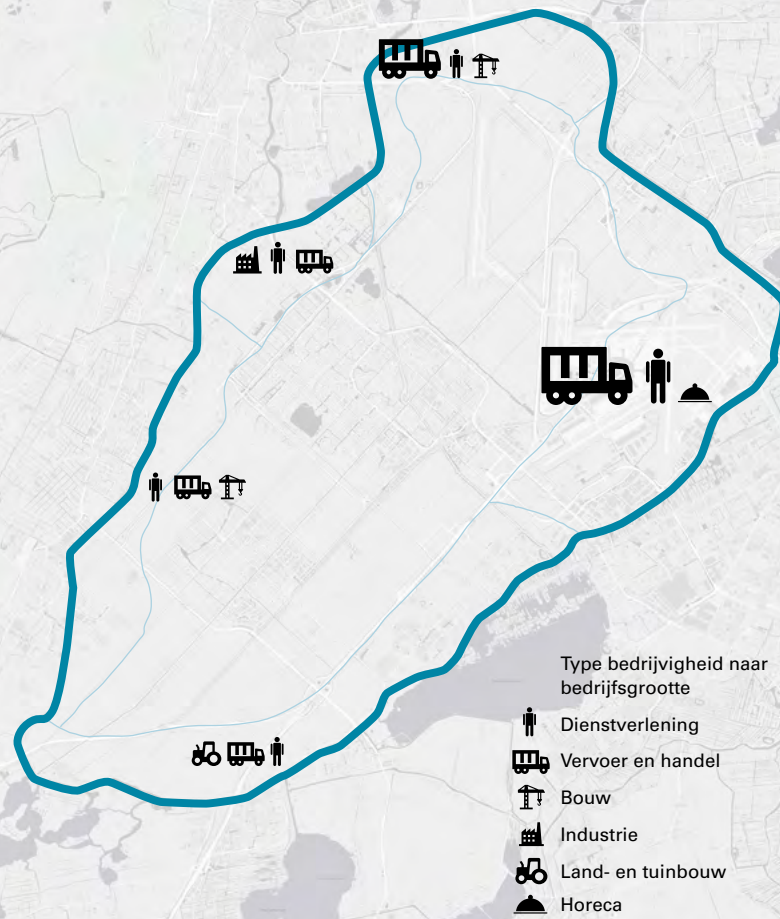 Type bedrijvigheid naar
bedrijfsgrootte
Dienstverlening
Vervoer en handel
Bouw
Industrie
Land- en tuinbouw
Horeca